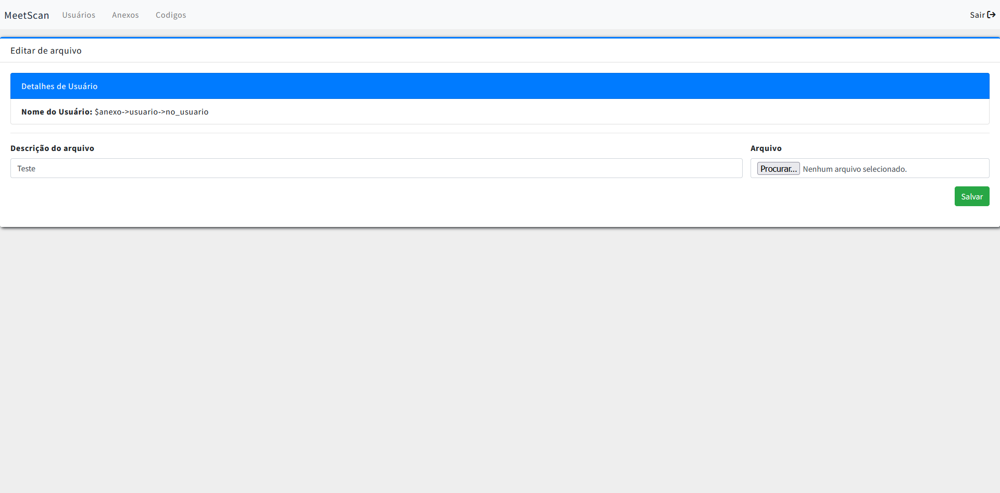 MeetScan Usuários Anexos Codigos Sair
Editar de arquivo
Detalhes de Usuário
Nome do Usuário: $anexo->usuario->no_usuario
Descrição do arquivo Arquivo
Teste Procurar... Nenhum arquivo selecionado.
Salvar